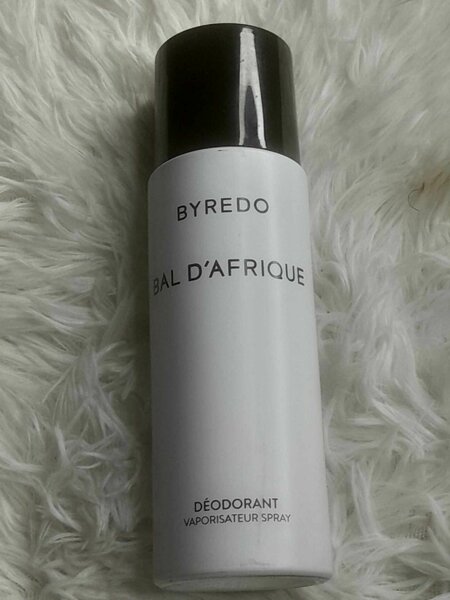 BYREDO
BAL D'AFRIQUE
DÉODORANT
VAPORISATEUR SPRAY